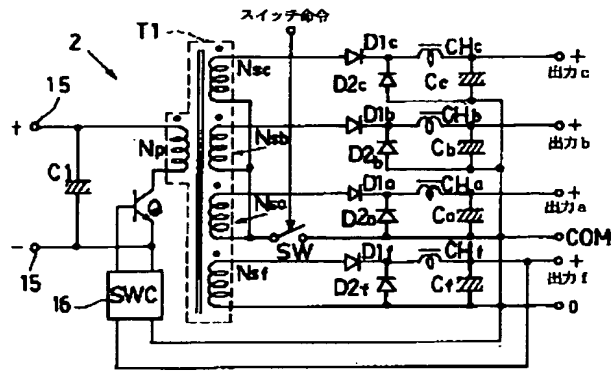 スイッチ命令
T1
2
15
+
C1
Np1
Q
-
15
16
SWC
Nsc
Nsb
Nsa
Nsf
SW
D1c
CHc
D2c
Cc
+
出力c
D1b
CHb
D2b
Cb
+
出力b
D1a
CHa
D2a
Ca
+
出力a
COM
D1f
CHf
D2f
Cf
+
出力f
0